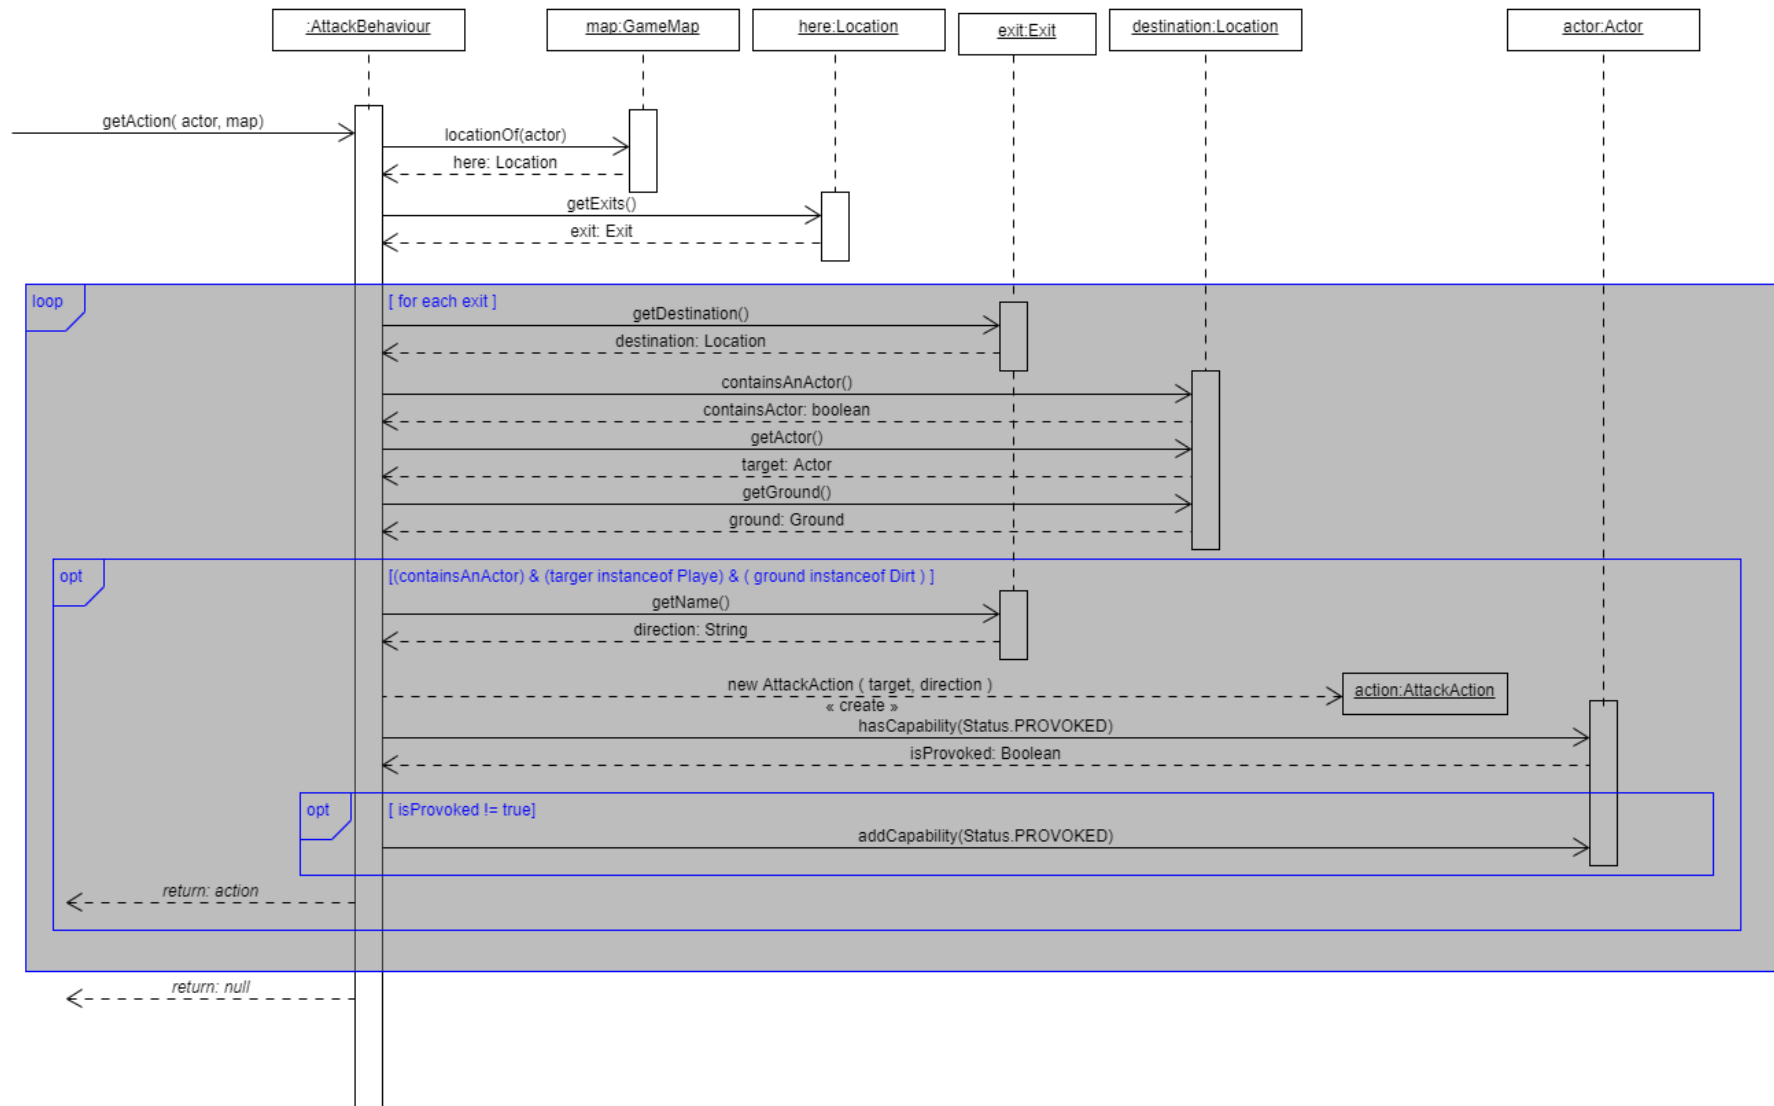 :AttackBehaviour
map:GameMap
here:Location
exit:Exit
destination:Location
actor:Actor
getAction( actor, map)
locationOf(actor)
here: Location
getExits()
exit: Exit
loop
[ for each exit ]
getDestination()
destination: Location
containsAnActor()
containsActor: boolean
getActor()
target: Actor
getGround()
ground: Ground
opt
[(containsAnActor) & (targer instanceof Playe) & ( ground instanceof Dirt ) ]
getName()
direction: String
new AttackAction ( target, direction )
« create »
action:AttackAction
hasCapability(Status.PROVOKED)
isProvoked: Boolean
opt
[ isProvoked != true]
addCapability(Status.PROVOKED)
return: action
return: null